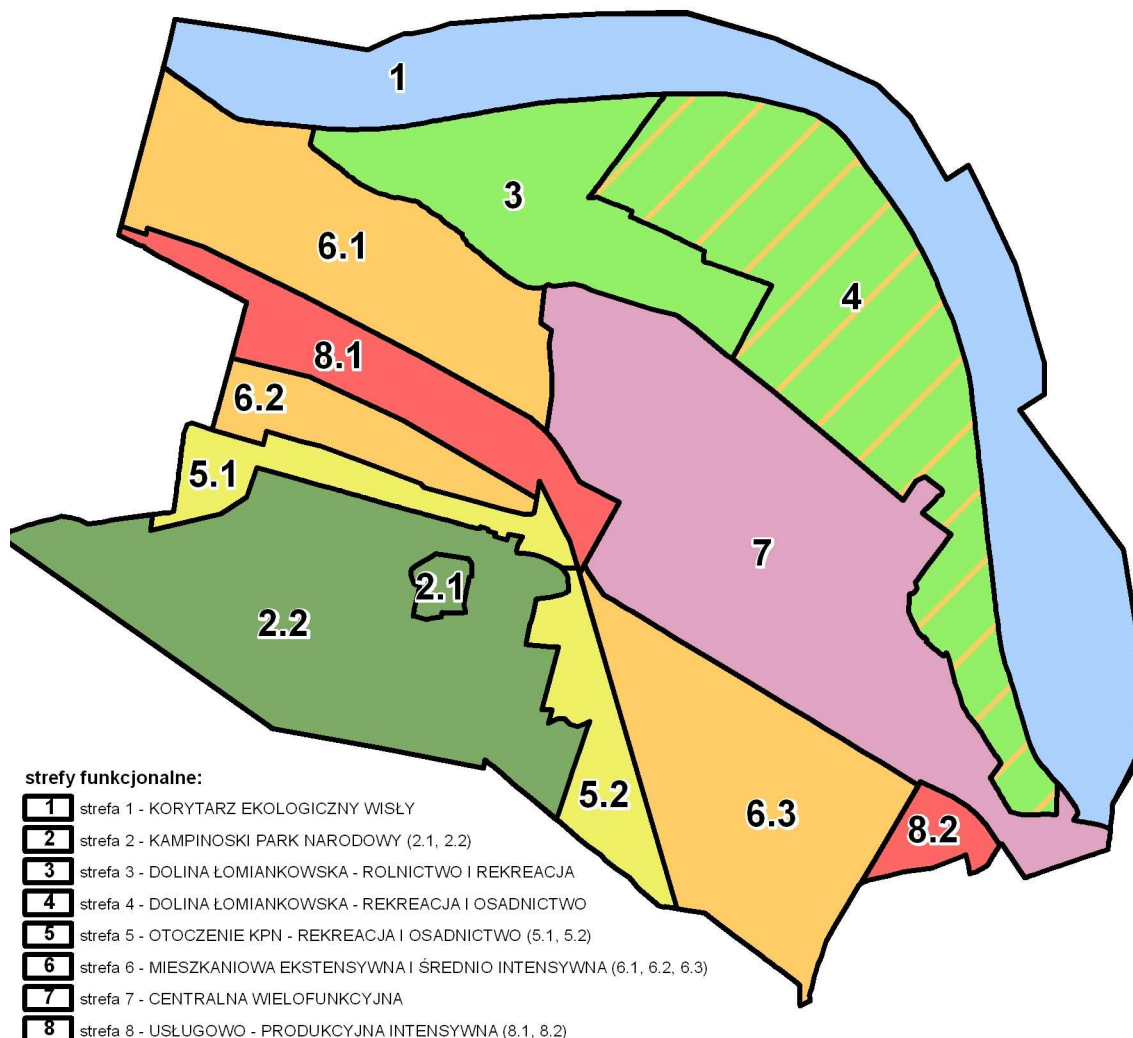 1
3
6.1
4
8.1
6.2
5.1
7
2.1
2.2
5.2
6.3
8.2
strefy funkcjonalne:
1 strefa 1 - KORYTARZ EKOLOGICZNY WISŁY
2 strefa 2 - KAMPINOSKI PARK NARODOWY (2.1, 2.2)
3 strefa 3 - DOLINA ŁOMIANKOWSKA - ROLNICTWO I REKREACJA
4 strefa 4 - DOLINA ŁOMIANKOWSKA - REKREACJA I OSADNICTWO
5 strefa 5 - OTOCZENIE KPN - REKREACJA I OSADNICTWO (5.1, 5.2)
6 strefa 6 - MIESZKANIOWA EKSTENSYWNA I ŚREDNIO INTENSYWNA (6.1, 6.2, 6.3)
7 strefa 7 - CENTRALNA WIELOFUNKCYJNA
8 strefa 8 - USŁUGOWO - PRODUKCYJNA INTENSYWNA (8.1, 8.2)